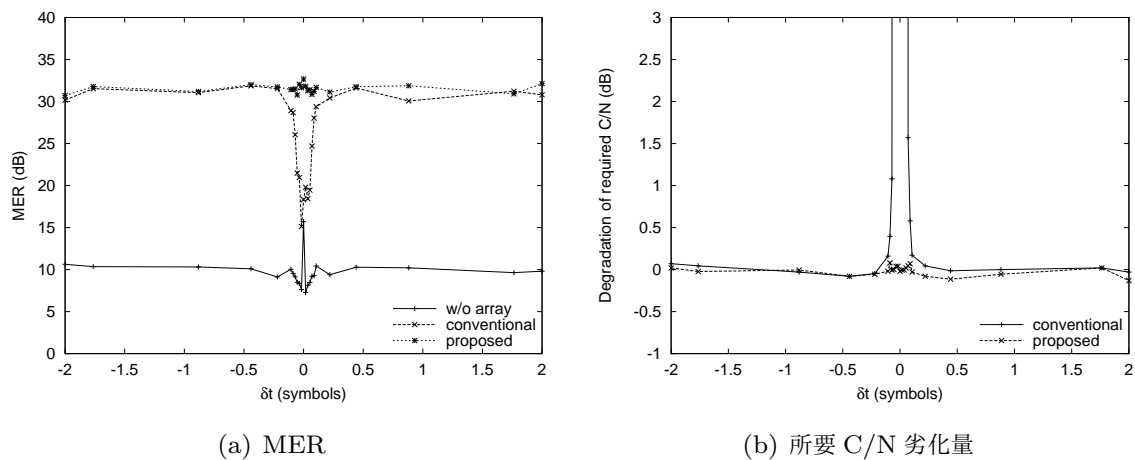 40
35
30
25
20
15
10
5
0
MER (dB)
-2 -1.5 -1 -0.5 0 0.5 1 1.5 2
δt (symbols)
w/o array
conventional
proposed
(a) MER
3
2.5
2
1.5
1
0.5
0
-0.5
-1
Degradation of required C/N (dB)
-2 -1.5 -1 -0.5 0 0.5 1 1.5 2
δt (symbols)
conventional
proposed
(b) 所要 C/N 劣化量